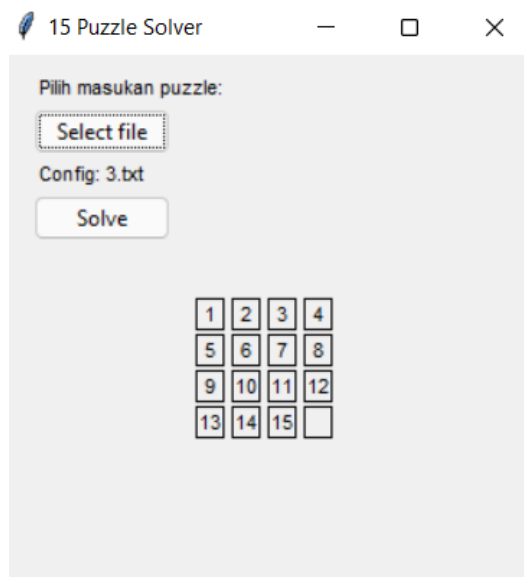 15 Puzzle Solver
Pilih masukan puzzle:
Select file
Config: 3.txt
Solve
1 2 3 4
5 6 7 8
9 10 11 12
13 14 15